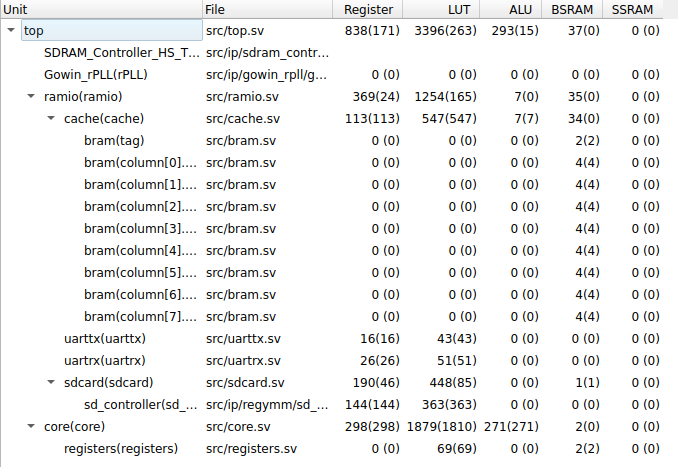 Unit File Register LUT ALU BSRAM SSRAM
top src/top.sv 838(171) 3396(263) 293(15) 37(0) 0 (0)
SDRAM_Controller_HS_T... src/ip/sdram_contr...
Gowin_rPLL(rPLL) src/ip/gowin_rpll/g... 0 (0) 0 (0) 0 (0) 0 (0) 0 (0)
ramio(ramio) src/ramio.sv 369(24) 1254(165) 7(0) 35(0) 0 (0)
cache(cache) src/cache.sv 113(113) 547(547) 7(7) 34(0) 0 (0)
bram(tag) src/bram.sv 0 (0) 0 (0) 0 (0) 2(2) 0 (0)
bram(column[0].... src/bram.sv 0 (0) 0 (0) 0 (0) 4(4) 0 (0)
bram(column[1].... src/bram.sv 0 (0) 0 (0) 0 (0) 4(4) 0 (0)
bram(column[2].... src/bram.sv 0 (0) 0 (0) 0 (0) 4(4) 0 (0)
bram(column[3].... src/bram.sv 0 (0) 0 (0) 0 (0) 4(4) 0 (0)
bram(column[4].... src/bram.sv 0 (0) 0 (0) 0 (0) 4(4) 0 (0)
bram(column[5].... src/bram.sv 0 (0) 0 (0) 0 (0) 4(4) 0 (0)
bram(column[6].... src/bram.sv 0 (0) 0 (0) 0 (0) 4(4) 0 (0)
bram(column[7].... src/bram.sv 0 (0) 0 (0) 0 (0) 4(4) 0 (0)
uarttx(uarttx) src/uarttx.sv 16(16) 43(43) 0 (0) 0 (0) 0 (0)
uartrx(uartrx) src/uartrx.sv 26(26) 51(51) 0 (0) 0 (0) 0 (0)
sdcard(sdcard) src/sdcard.sv 190(46) 448(85) 0 (0) 1(1) 0 (0)
sd_controller(sd_... src/ip/regymm/sd_... 144(144) 363(363) 0 (0) 0 (0) 0 (0)
core(core) src/core.sv 298(298) 1879(1810) 271(271) 2(0) 0 (0)
registers(registers) src/registers.sv 0 (0) 69(69) 0 (0) 2(2) 0 (0)